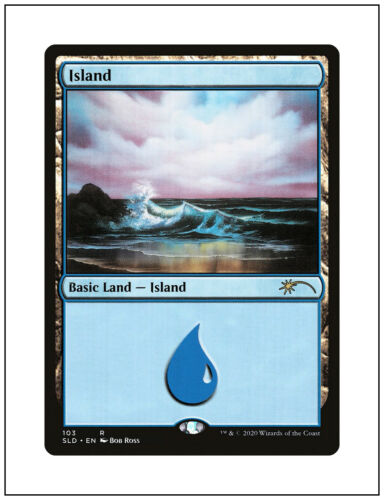 Island
Basic Land — Island
103 R
SLD • EN Bob Ross
™ & © 2020 Wizards of the Coast